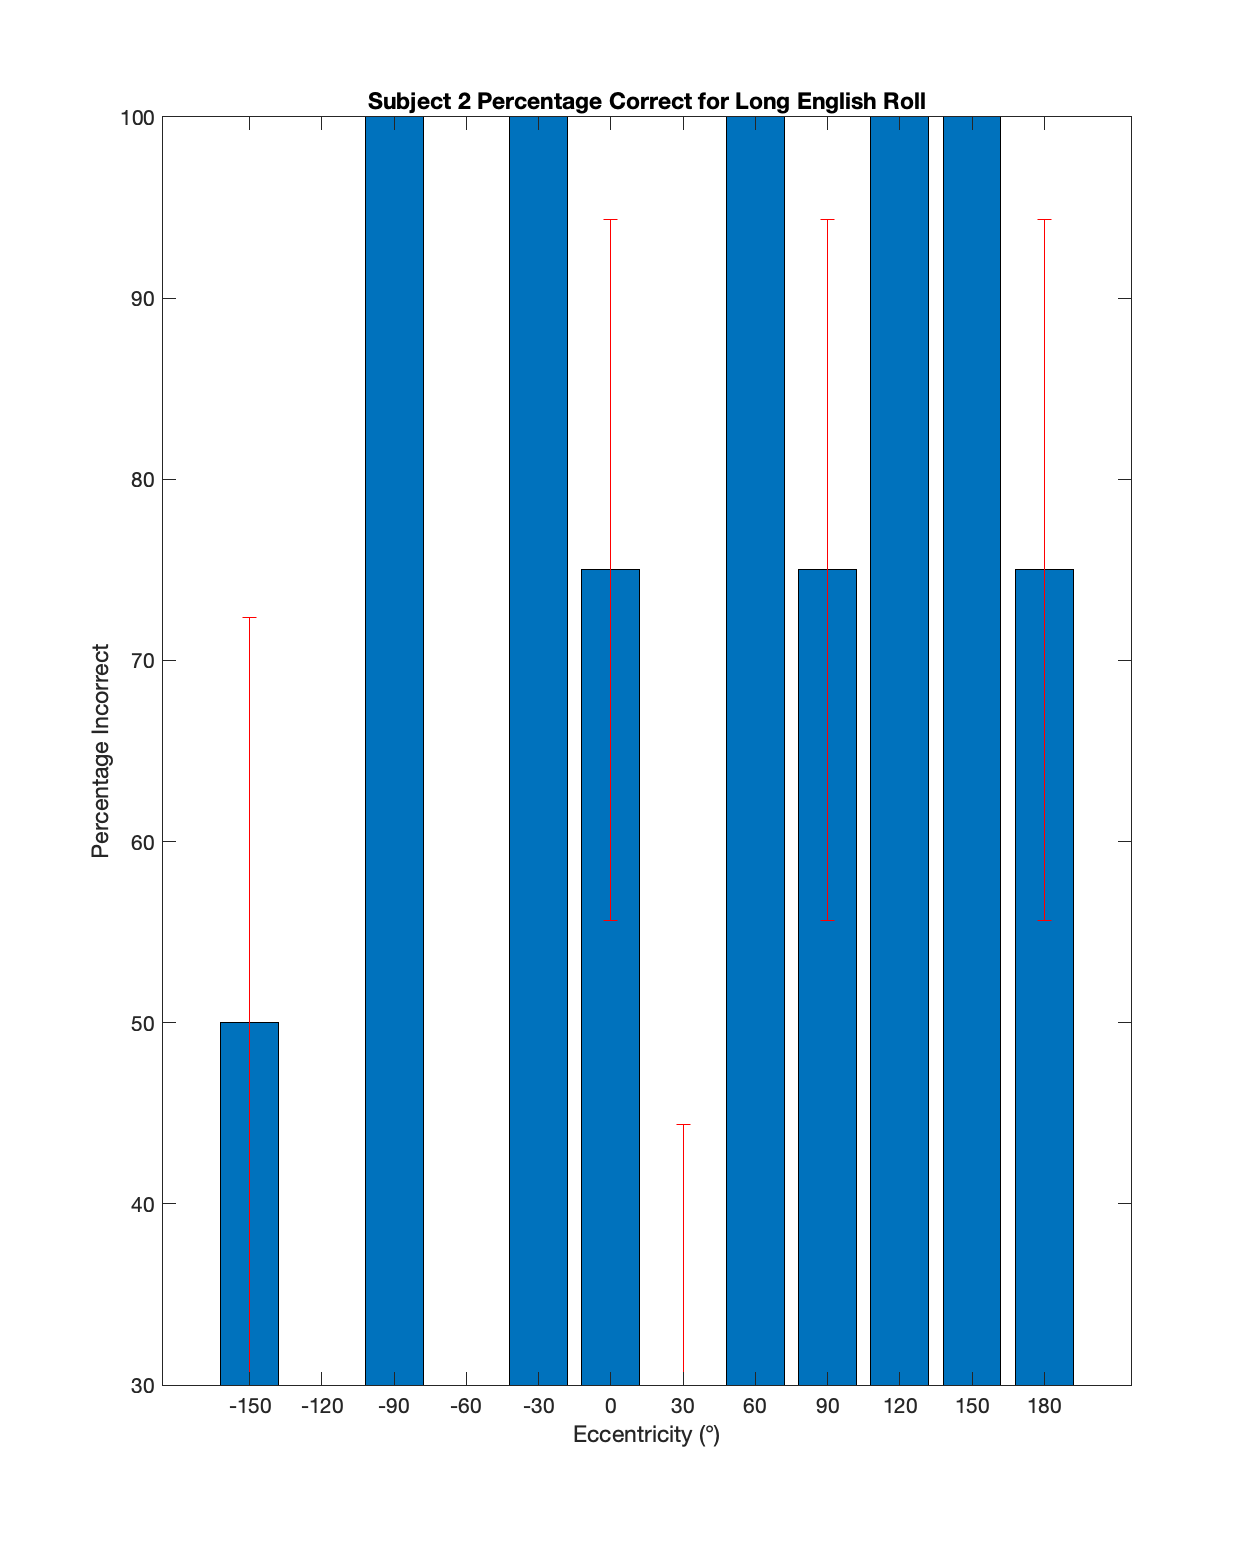 Subject 2 Percentage Correct for Long English Roll
100
90
80
70
60
50
40
30
Percentage Incorrect
-150 -120 -90 -60 -30 0 30 60 90 120 150 180
Eccentricity (°)